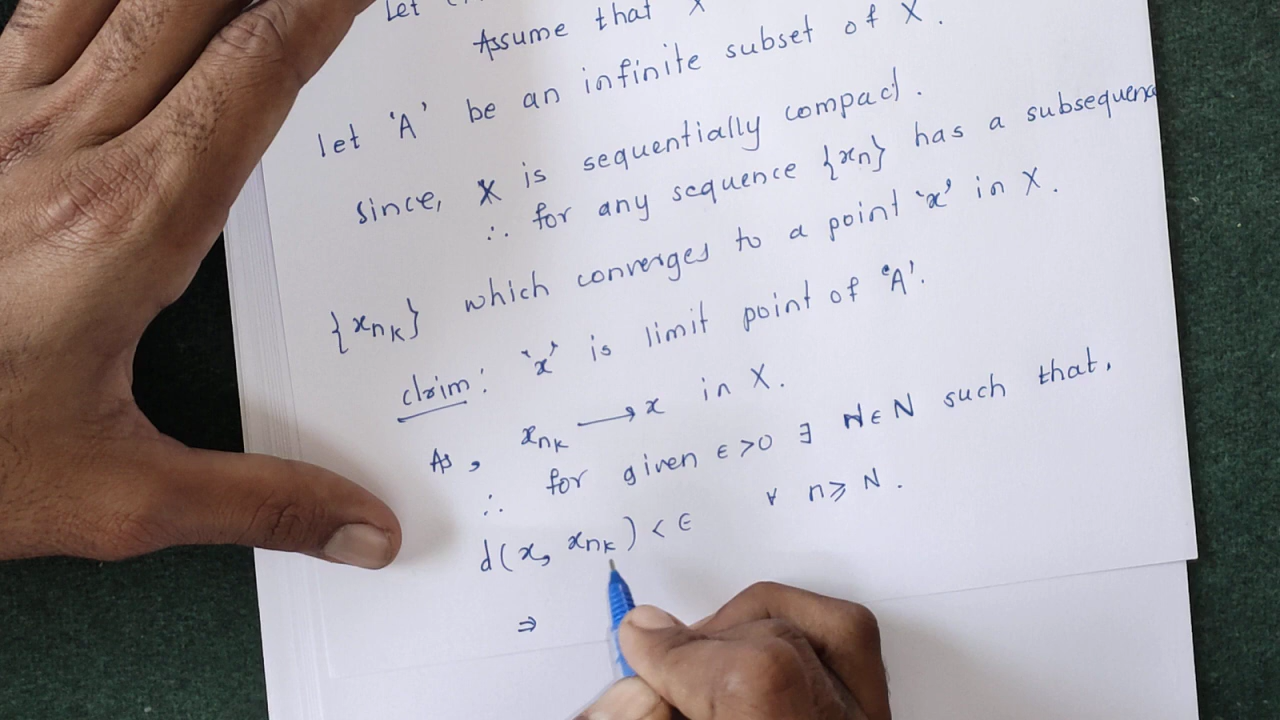 Let
Assume that X
let 'A' be an infinite subset of X.
since, X is sequentially compact.
∴ for any sequence {xn} has a subsequence
{xnk} which converges to a point 'x' in X.
claim: 'x' is limit point of 'A'.
As, xnk ⟶ x in X.
∴ for given ε>0 ∃ N∈N such that,
d(x, xnk) < ε ∀ n⩾N.
⇒